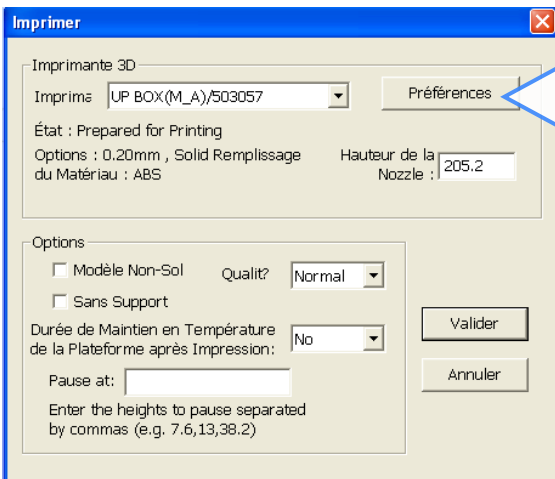 Imprimer
Imprimante 3D
Imprima UP BOX(M_A)/503057 Préférences
État : Prepared for Printing
Options : 0.20mm , Solid Remplissage
du Matériau : ABS
Hauteur de la
Nozzle : 205.2
Options
Modèle Non-Sol Qualit? Normal
Sans Support
Durée de Maintien en Température
de la Plateforme après Impression: No
Pause at:
Enter the heights to pause separated
by commas (e.g. 7.6,13,38.2)
Valider
Annuler